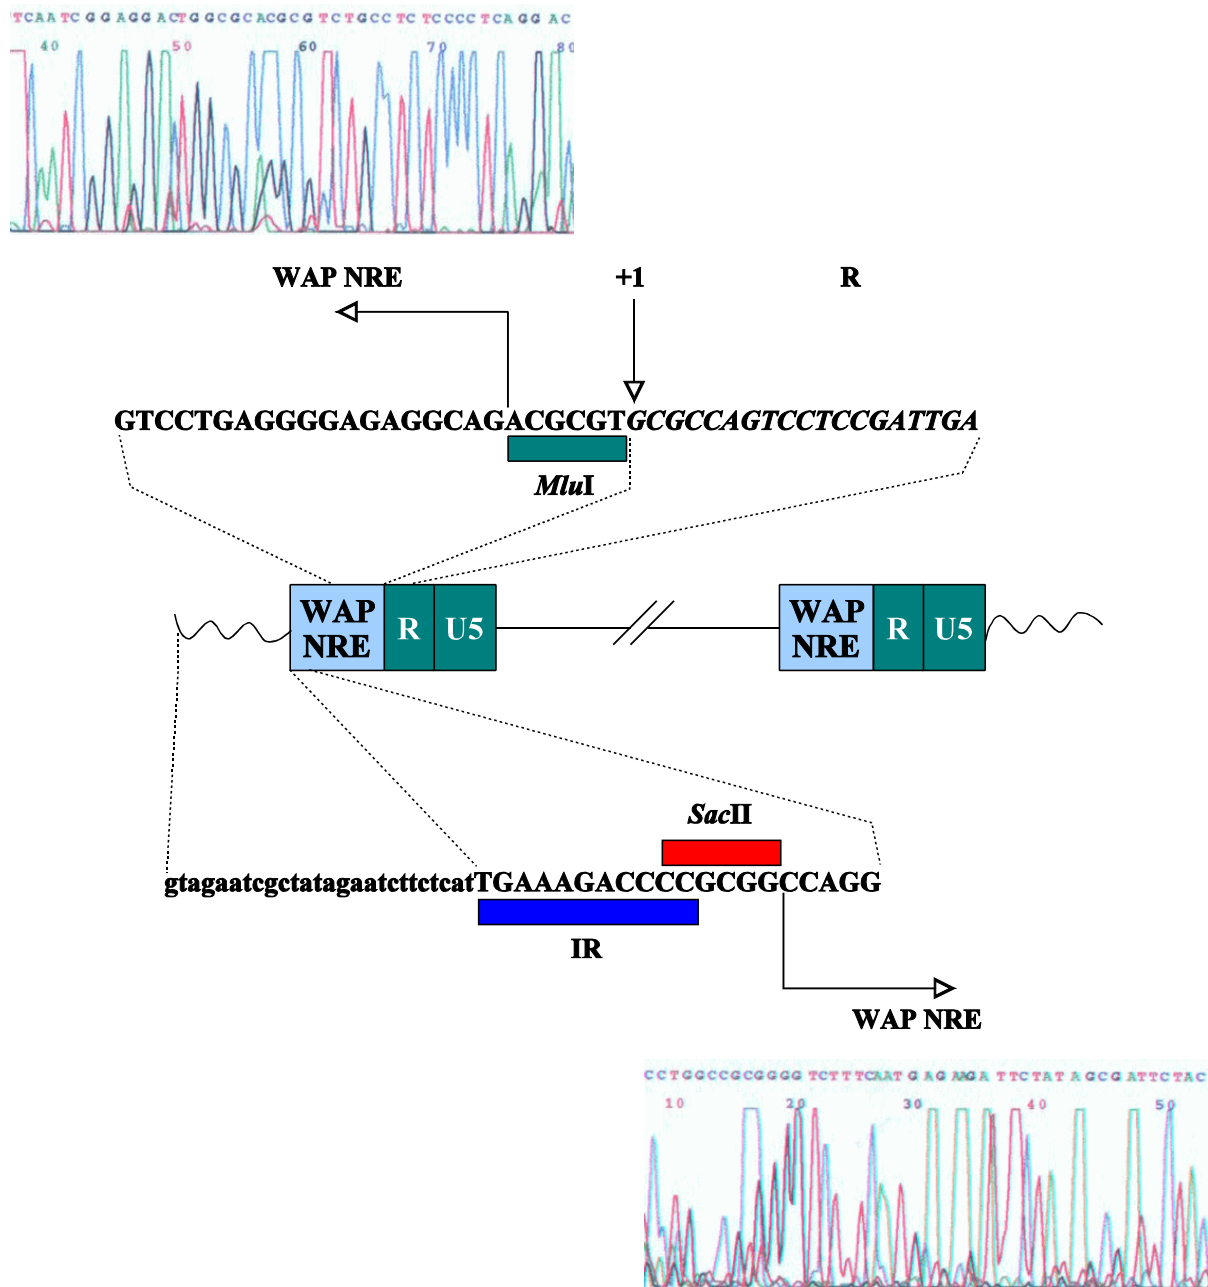 TCAATCGGAGGACTGGCGCACGCGTCTGCCTCTCCCCTCAGGAC
40 50 60 70 80
WAP NRE +1 R
GTCCTGAGGGGAGAGGCAGACGCGTGCGCCAGTCCTCCGATTGA
MluI
WAP NRE R U5 WAP NRE R U5
SacII
gtagaatcgctatagaatcttctcatTGAAAGACCCCGCGGCCAGG
IR
WAP NRE
CCTGGCCGCGGGGTCTTTCAATGAGAAGATTCTATAGCGATTCTAC
10 20 30 40 50